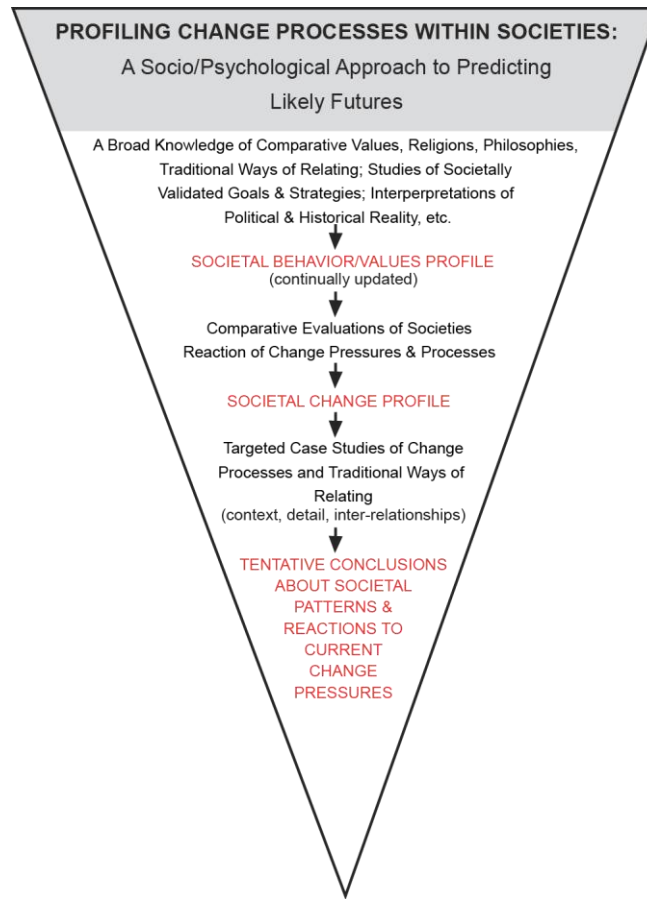 PROFILING CHANGE PROCESSES WITHIN SOCIETIES:
A Socio/Psychological Approach to Predicting
Likely Futures
A Broad Knowledge of Comparative Values, Religions, Philosophies,
Traditional Ways of Relating; Studies of Societally
Validated Goals & Strategies; Interperpretations of
Political & Historical Reality, etc.
SOCIETAL BEHAVIOR/VALUES PROFILE
(continually updated)
Comparative Evaluations of Societies
Reaction of Change Pressures & Processes
SOCIETAL CHANGE PROFILE
Targeted Case Studies of Change
Processes and Traditional Ways of
Relating
(context, detail, inter-relationships)
TENTATIVE CONCLUSIONS
ABOUT SOCIETAL
PATTERNS &
REACTIONS TO
CURRENT
CHANGE
PRESSURES